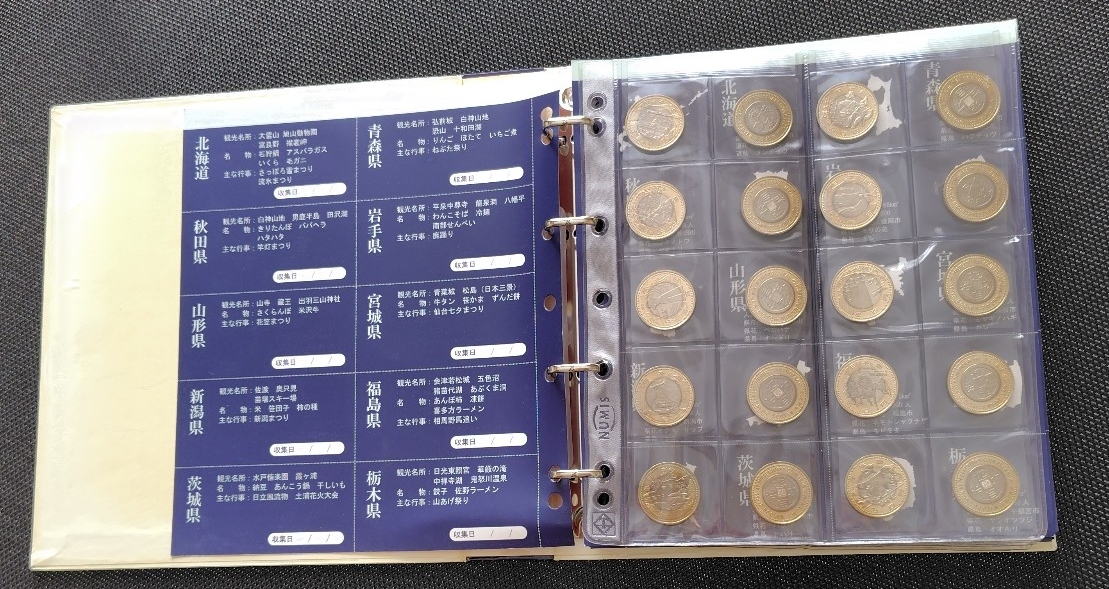 北海道
観光名所：大雪山 旭山動物園
富良野 襟裳岬
名　物：石狩鍋 アスパラガス
いくら 毛ガニ
主な行事：さっぽろ雪まつり
流氷まつり
収集日 / /
青森県
観光名所：弘前城 白神山地
恐山 十和田湖
名　物：りんご ほたて いちご煮
主な行事：ねぶた祭り
収集日 / /
秋田県
観光名所：白神山地 男鹿半島 田沢湖
名　物：きりたんぽ ババヘラ
ハタハタ
主な行事：竿灯まつり
収集日 / /
岩手県
観光名所：平泉中尊寺 龍泉洞 八幡平
名　物：わんこそば 冷麺
南部せんべい
主な行事：鹿踊り
収集日 / /
山形県
観光名所：山寺 蔵王 出羽三山神社
名　物：さくらんぼ 米沢牛
主な行事：花笠まつり
収集日 / /
宮城県
観光名所：青葉城 松島（日本三景）
名　物：牛タン 笹かま ずんだ餅
主な行事：仙台七夕まつり
収集日 / /
新潟県
観光名所：佐渡 奥只見
苗場スキー場
名　物：米 笹団子 柿の種
主な行事：新潟まつり
収集日 / /
福島県
観光名所：会津若松城 五色沼
猪苗代湖 あぶくま洞
名　物：あんぽ柿 凍餅
喜多方ラーメン
主な行事：相馬野馬追い
収集日 / /
茨城県
観光名所：水戸偕楽園 霞ヶ浦
名　物：納豆 あんこう鍋 干しいも
主な行事：日立風流物 土浦花火大会
収集日 / /
栃木県
観光名所：日光東照宮 華厳の滝
中禅寺湖 鬼怒川温泉
名　物：餃子 佐野ラーメン
主な行事：山あげ祭り
収集日 / /
北海道
青森県
秋
岩
山形県
宮城
新
福
茨城県
栃
NUMIS